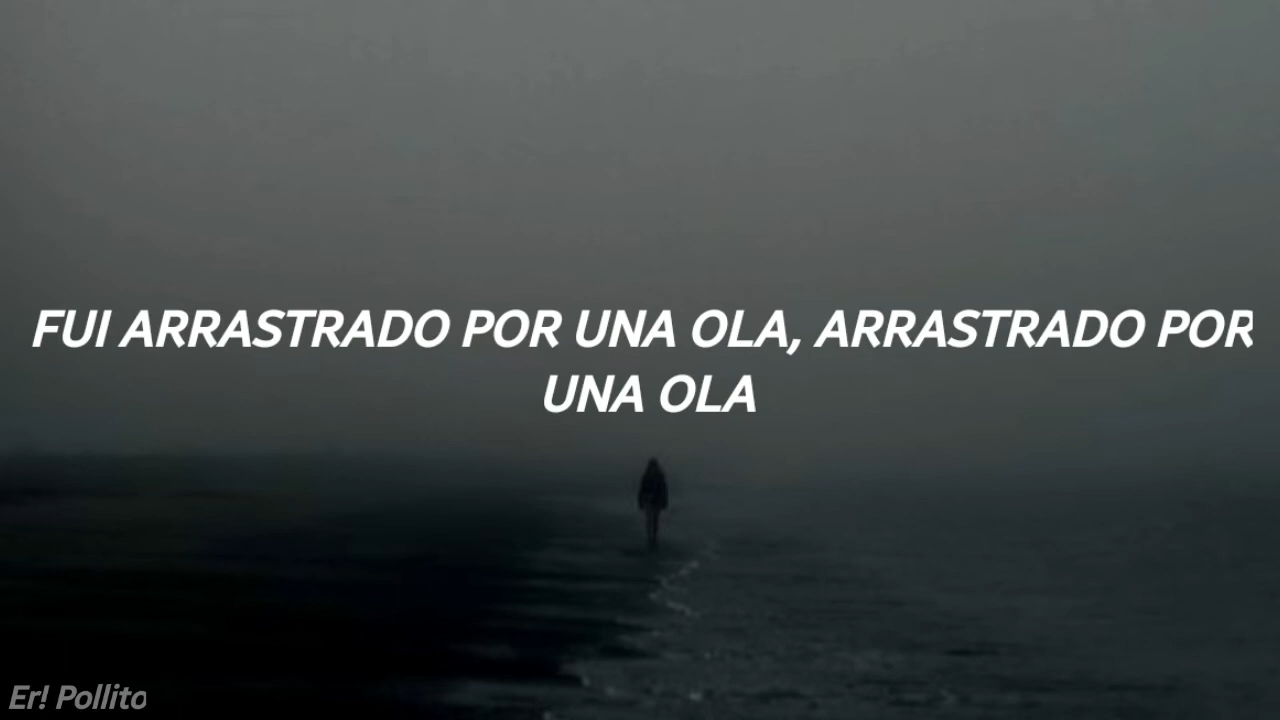 FUI ARRASTRADO POR UNA OLA, ARRASTRADO POR
UNA OLA
Er! Pollito